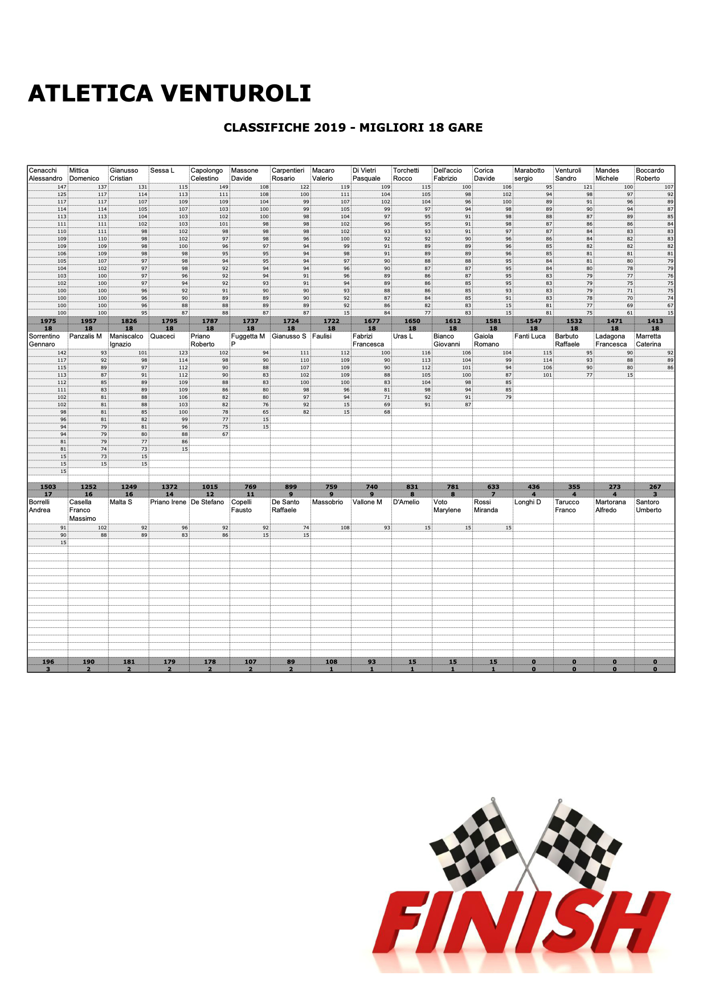 ATLETICA VENTUROLI
CLASSIFICHE 2019 - MIGLIORI 18 GARE
Cenacchi Mittica Gianusso Sessa L Capolongo Massone Carpentieri Macaro Di Vietri Torchetti Dell'accio Corica Marabotto Venturoli Mandes Boccardo
Alessandro Domenico Cristian Celestino Davide Rosario Valerio Pasquale Rocco Fabrizio Davide sergio Sandro Michele Roberto
147 137 131 115 149 108 122 119 109 115 100 106 95 121 100 107
125 117 114 113 111 108 100 111 104 105 98 102 94 98 97 92
117 117 107 109 109 104 99 107 102 104 96 100 89 91 96 89
114 114 105 107 103 100 99 105 99 97 94 98 89 90 94 87
113 113 104 103 102 100 98 104 97 95 91 98 88 87 89 85
111 111 102 103 101 98 98 102 96 95 91 98 87 86 86 84
110 111 98 102 98 98 98 102 93 93 91 97 87 84 83 83
109 110 98 102 97 98 96 100 92 92 90 96 86 84 82 83
109 109 98 100 96 97 94 99 91 89 89 96 85 82 82 82
106 109 98 98 95 95 94 98 91 89 89 96 85 81 81 81
105 107 97 98 94 95 94 97 90 88 88 95 84 81 80 79
104 102 97 98 92 94 94 96 90 87 87 95 84 80 78 79
103 100 97 96 92 94 91 96 89 86 87 95 83 79 77 76
102 100 97 94 92 93 91 94 89 86 85 95 83 79 75 75
100 100 96 92 91 90 90 93 88 86 85 93 83 79 71 75
100 100 96 90 89 89 90 92 87 84 85 91 83 78 70 74
100 100 96 88 88 89 89 92 86 82 83 15 81 77 69 67
100 100 95 87 88 87 87 15 84 77 83 15 81 75 61 15
1975 1957 1826 1795 1787 1737 1724 1722 1677 1650 1612 1581 1547 1532 1471 1413
18 18 18 18 18 18 18 18 18 18 18 18 18 18 18 18
Sorrentino Panzalis M Maniscalco Quaceci Priano Fuggetta M Gianusso S Faulisi Fabrizi Uras L Bianco Gaiola Fanti Luca Barbuto Ladagona Marretta
Gennaro Ignazio Roberto P Francesca Giovanni Romano Raffaele Francesca Caterina
142 93 101 123 102 94 111 112 100 116 106 104 115 95 90 92
117 92 98 114 98 90 110 109 90 113 104 99 114 93 88 89
115 89 97 112 90 88 107 109 90 112 101 94 106 90 80 86
113 87 91 112 90 83 102 109 88 105 100 87 101 77 15
112 85 89 109 88 83 100 100 83 104 98 85
111 83 89 109 86 80 98 96 81 98 94 85
102 81 88 106 82 80 97 94 71 92 91 79
102 81 88 103 82 76 92 15 69 91 87
98 81 85 100 78 65 82 15 68
96 81 82 99 77 15
94 79 81 96 75 15
94 79 80 88 67
81 79 77 86
81 74 73 15
15 73 15
15 15 15
15
1503 1252 1249 1372 1015 769 899 759 740 831 781 633 436 355 273 267
17 16 16 14 12 11 9 9 9 8 8 7 4 4 4 3
Borrelli Casella Malta S Priano Irene De Stefano Copelli De Santo Massobrio Vallone M D'Amelio Voto Rossi Longhi D Tarucco Martorana Santoro
Andrea Franco Fausto Raffaele Marylene Miranda Franco Alfredo Umberto
Massimo
91 102 92 96 92 92 74 108 93 15 15 15
90 88 89 83 86 15 15
15
196 190 181 179 178 107 89 108 93 15 15 15 0 0 0 0
3 2 2 2 2 2 2 1 1 1 1 1 0 0 0 0
FINISH